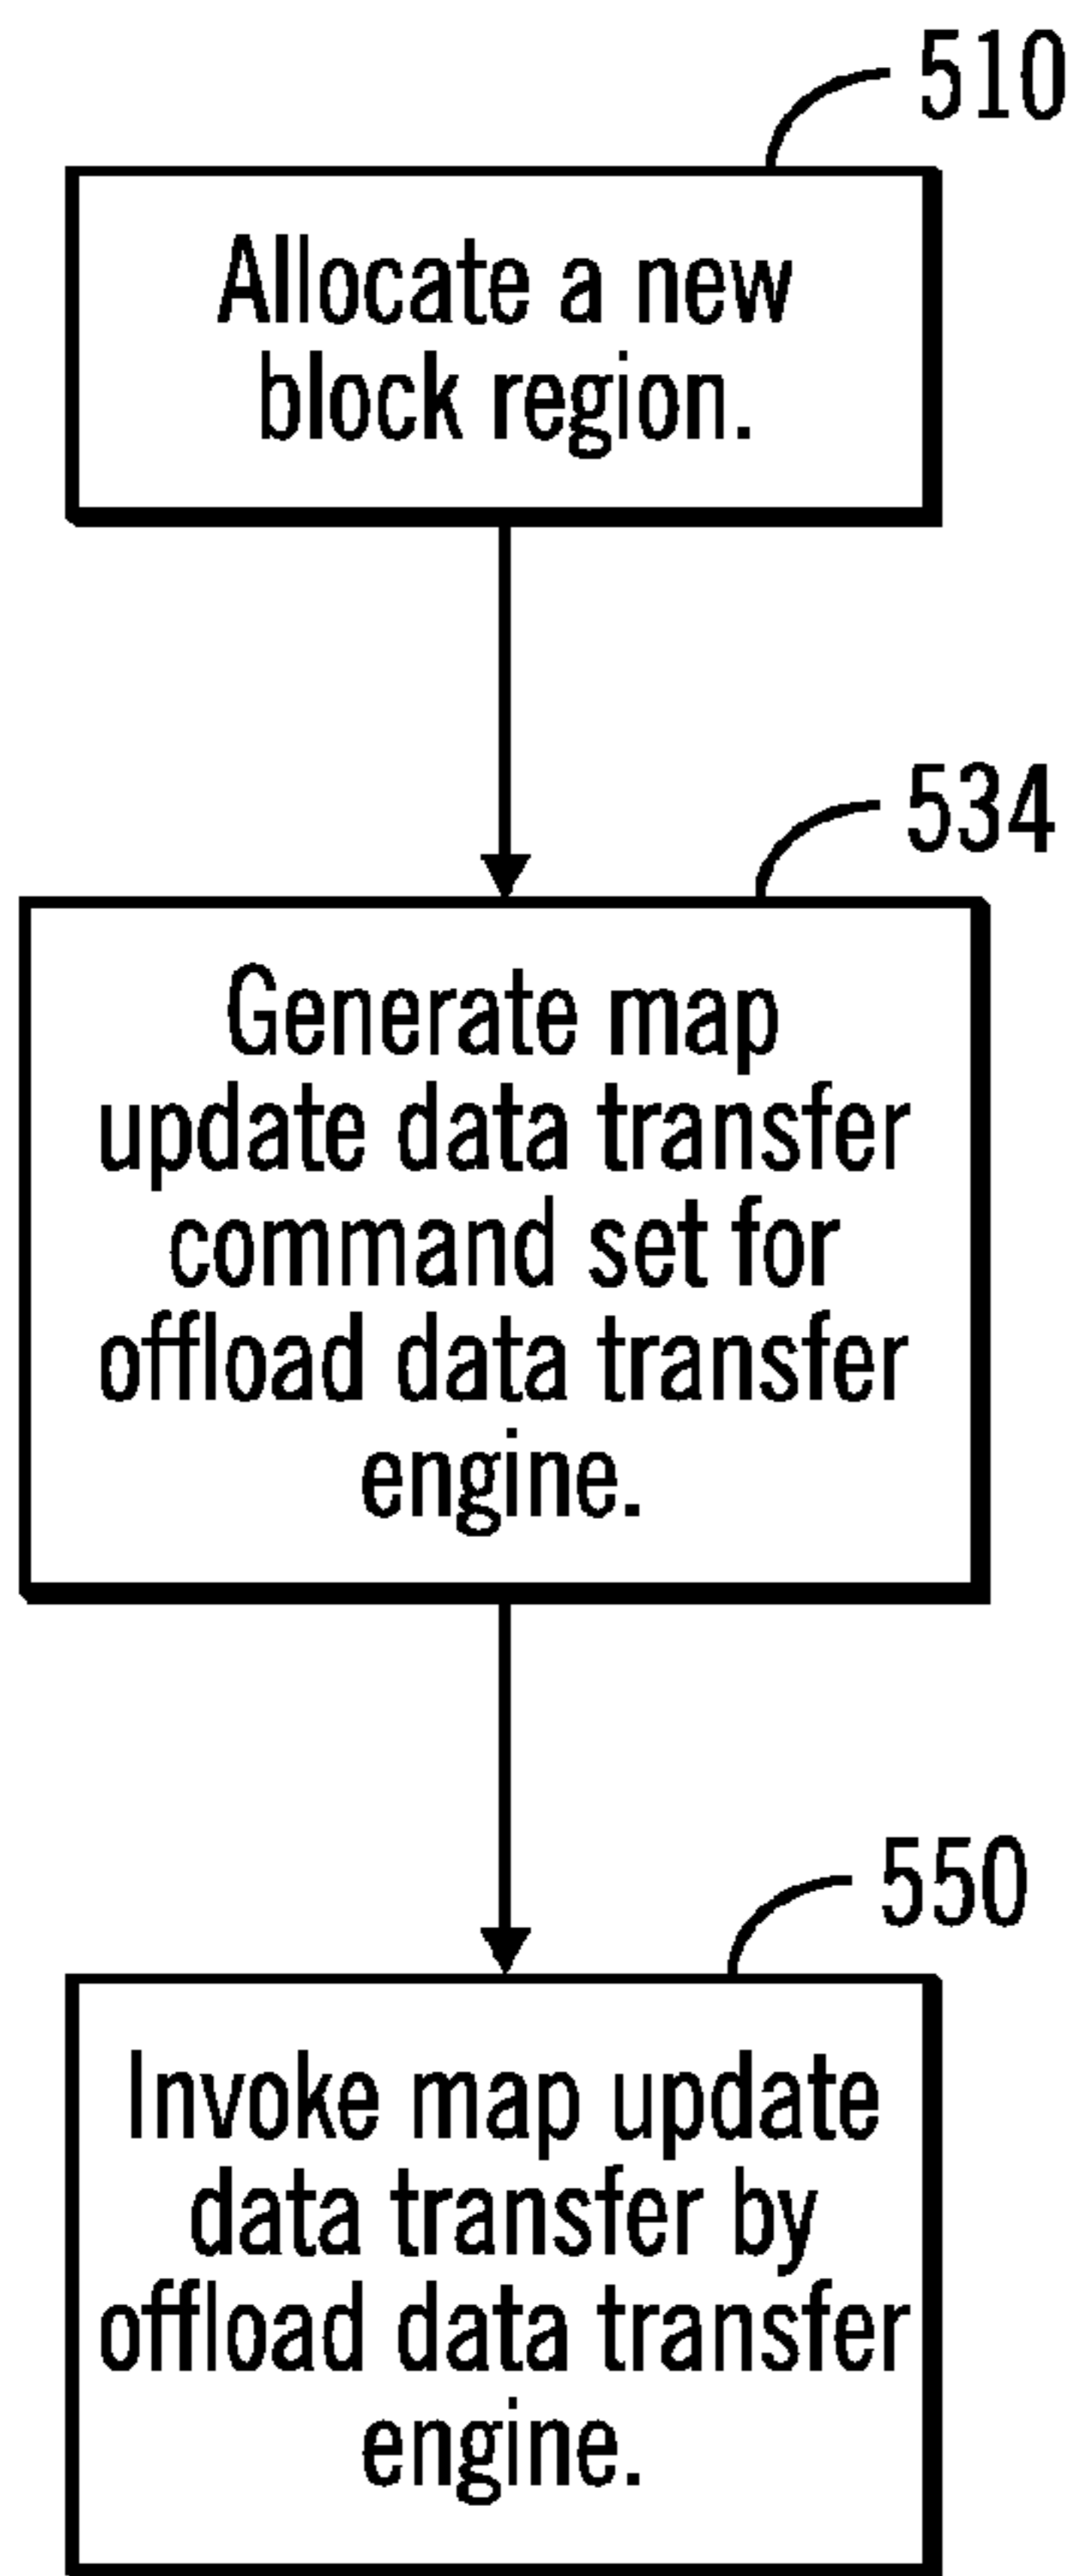 510
Allocate a new
block region.
534
Generate map
update data transfer
command set for
offload data transfer
engine.
550
Invoke map update
data transfer by
offload data transfer
engine.